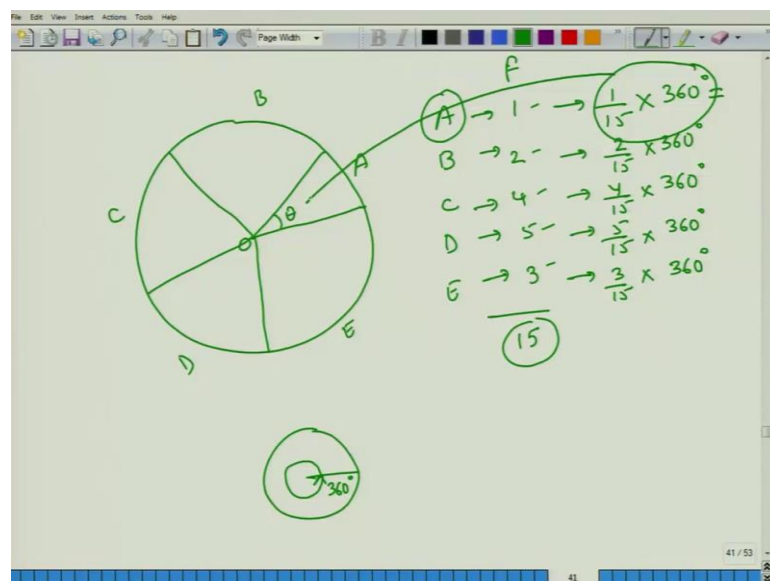 File Edit View Insert Actions Tools Help
Page Width
B I
f
B
A → 1 - → 1/15 × 360° =
A
B → 2 - → 2/15 × 360°
C
C → 4 - → 4/15 × 360°
θ
D → 5 - → 5/15 × 360°
O
E → 3 - → 3/15 × 360°
E
15
D
360°
41 / 53
41